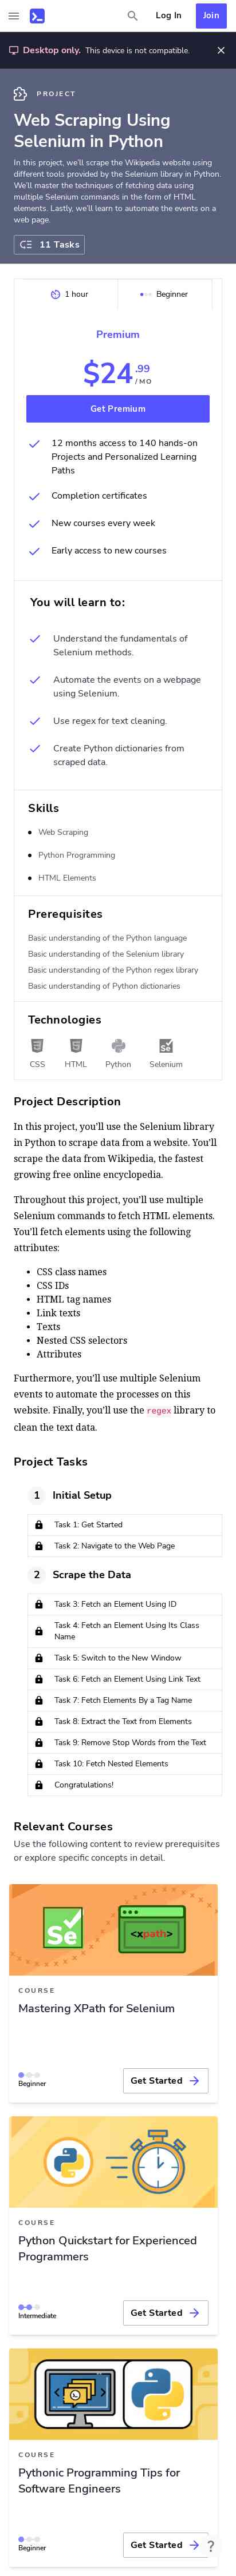 Log In
Join
Desktop only. This device is not compatible.
PROJECT
Web Scraping Using
Selenium in Python
In this project, we’ll scrape the Wikipedia website using
different tools provided by the Selenium library in Python.
We’ll master the techniques of fetching data using
multiple Selenium commands in the form of HTML
elements. Lastly, we’ll learn to automate the events on a
web page.
11 Tasks
1 hour
Beginner
Premium
$24.99
/MO
Get Premium
12 months access to 140 hands-on
Projects and Personalized Learning
Paths
Completion certificates
New courses every week
Early access to new courses
You will learn to:
Understand the fundamentals of
Selenium methods.
Automate the events on a webpage
using Selenium.
Use regex for text cleaning.
Create Python dictionaries from
scraped data.
Skills
Web Scraping
Python Programming
HTML Elements
Prerequisites
Basic understanding of the Python language
Basic understanding of the Selenium library
Basic understanding of the Python regex library
Basic understanding of Python dictionaries
Technologies
Se
CSS
HTML
Python
Selenium
Project Description
In this project, you’ll use the Selenium library
in Python to scrape data from a website. You’ll
scrape the data from Wikipedia, the fastest
growing free online encyclopedia.
Throughout this project, you’ll use multiple
Selenium commands to fetch HTML elements.
You’ll fetch elements using the following
attributes:
CSS class names
CSS IDs
HTML tag names
Link texts
Texts
Nested CSS selectors
Attributes
Furthermore, you’ll use multiple Selenium
events to automate the processes on this
website. Finally, you’ll use the regex library to
clean the text data.
Project Tasks
1 Initial Setup
Task 1: Get Started
Task 2: Navigate to the Web Page
2 Scrape the Data
Task 3: Fetch an Element Using ID
Task 4: Fetch an Element Using Its Class
Name
Task 5: Switch to the New Window
Task 6: Fetch an Element Using Link Text
Task 7: Fetch Elements By a Tag Name
Task 8: Extract the Text from Elements
Task 9: Remove Stop Words from the Text
Task 10: Fetch Nested Elements
Congratulations!
Relevant Courses
Use the following content to review prerequisites
or explore specific concepts in detail.
Se
<xpath>
COURSE
Mastering XPath for Selenium
Beginner
Get Started
COURSE
Python Quickstart for Experienced
Programmers
Intermediate
Get Started
COURSE
Pythonic Programming Tips for
Software Engineers
Beginner
Get Started
?